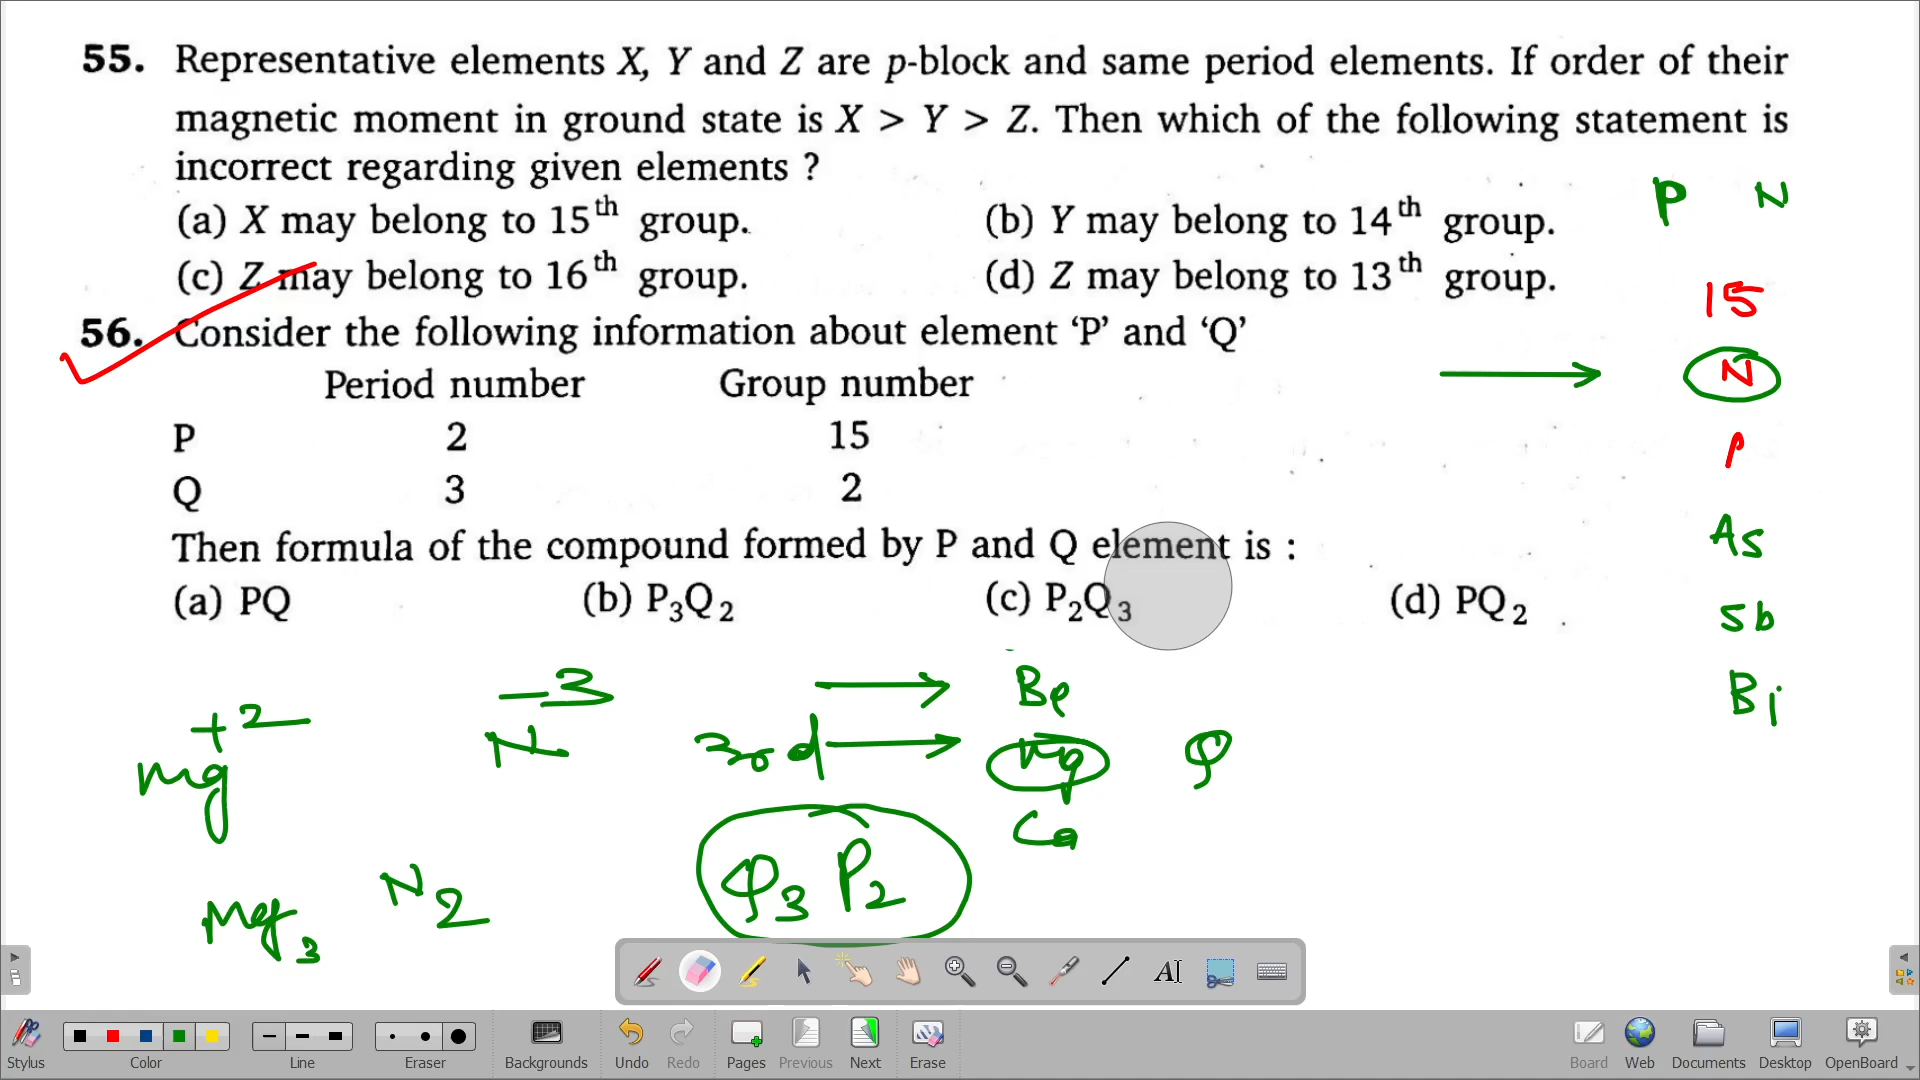 55. Representative elements X, Y and Z are p-block and same period elements. If order of their
magnetic moment in ground state is X > Y > Z. Then which of the following statement is
incorrect regarding given elements ?
(a) X may belong to 15th group. (b) Y may belong to 14th group.
(c) Z may belong to 16th group. (d) Z may belong to 13th group.
56. Consider the following information about element ‘P’ and ‘Q’
Period number Group number
P 2 15
Q 3 2
Then formula of the compound formed by P and Q element is :
(a) PQ (b) P3Q2 (c) P2Q3 (d) PQ2
P N
15
N
P
As
Sb
Bi
Mg+2 N-3
Be
3rd Mg Q
Ca
Mg3 N2
Q3 P2
Stylus Color Line Eraser Backgrounds Undo Redo Pages Previous Next Erase Board Web Documents Desktop OpenBoard